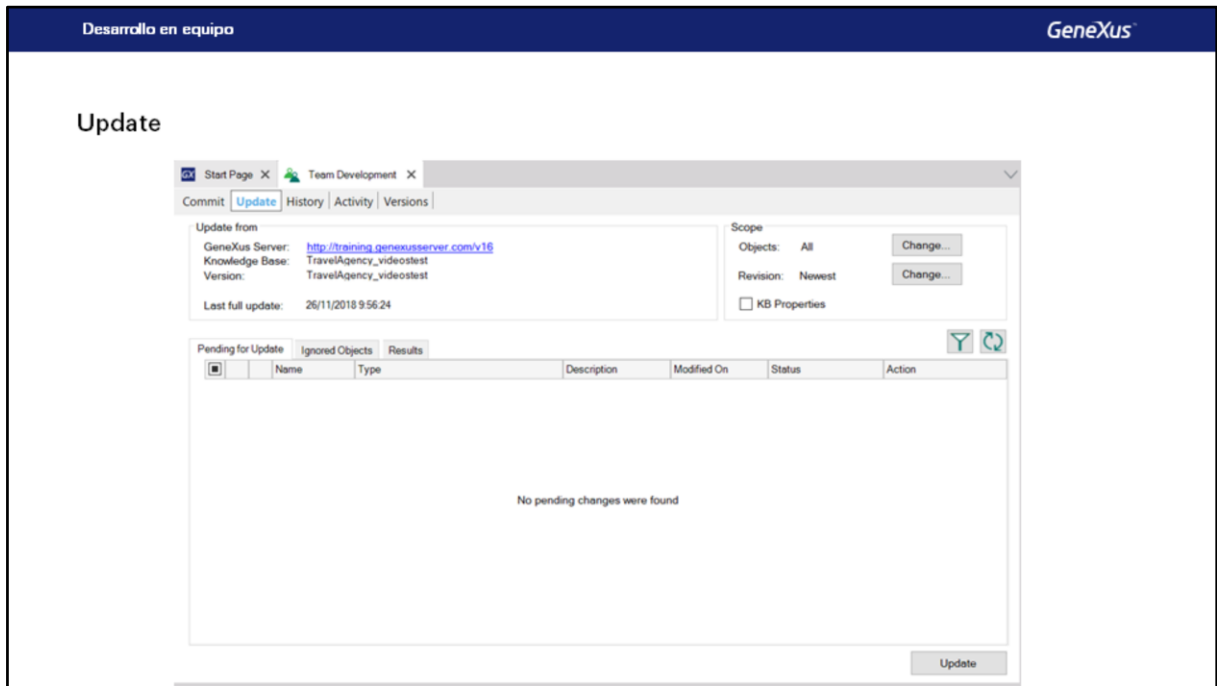 Desarrollo en equipo
GeneXus™
Update
GX Start Page X Team Development X
Commit Update History Activity Versions
Update from
GeneXus Server: http://training.genexusserver.com/v16
Knowledge Base: TravelAgency_videostest
Version: TravelAgency_videostest
Last full update: 26/11/2018 9:56:24
Scope
Objects: All Change...
Revision: Newest Change...
KB Properties
Pending for Update Ignored Objects Results
Name Type Description Modified On Status Action
No pending changes were found
Update